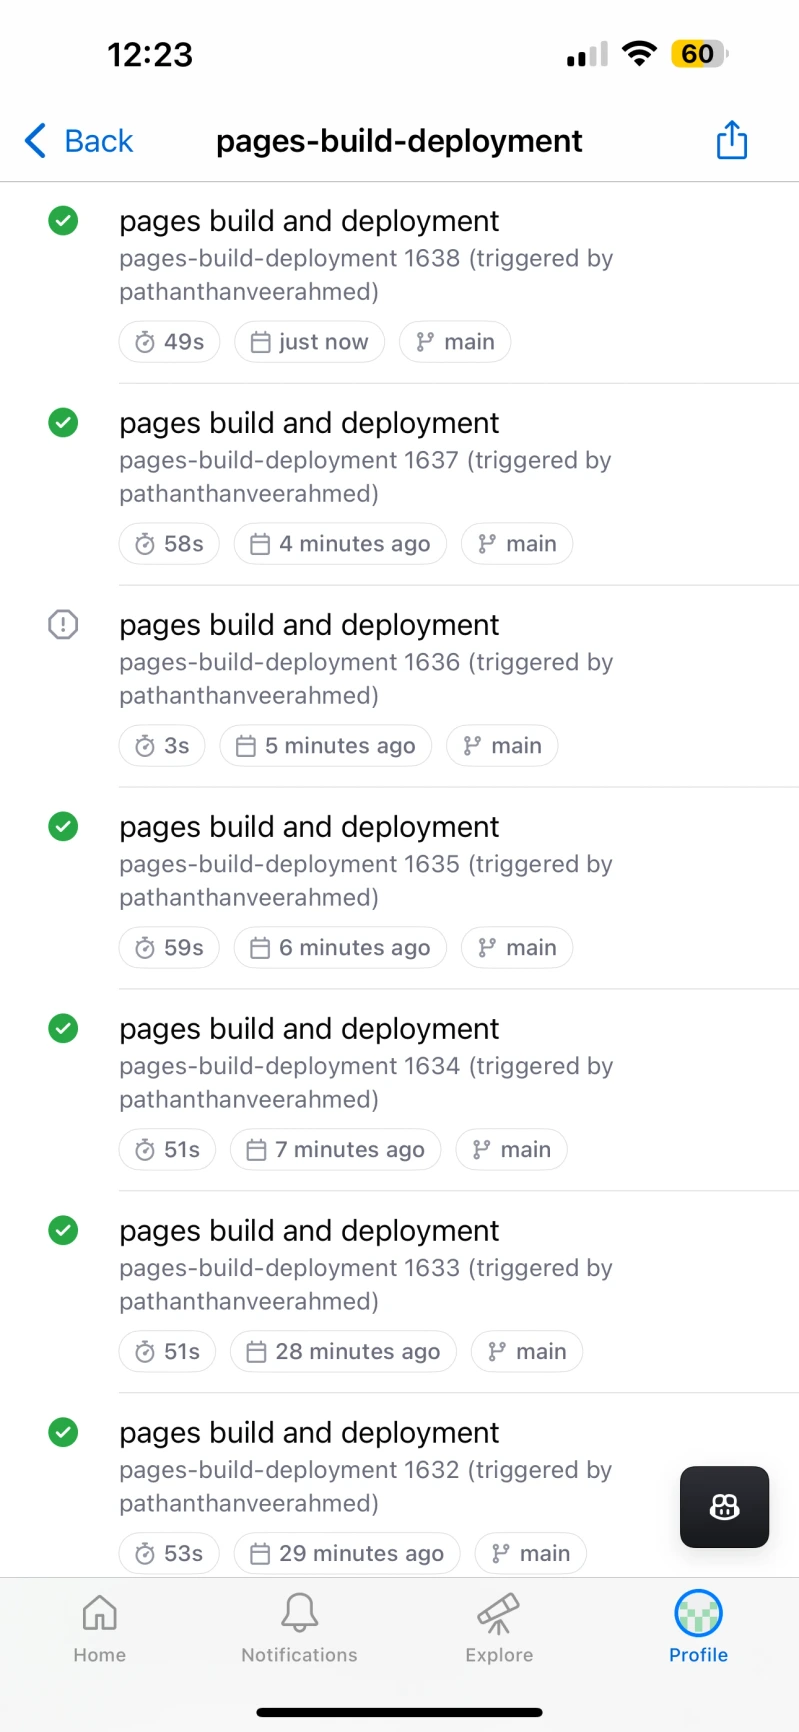 12:23
60
Back
pages-build-deployment
pages build and deployment
pages-build-deployment 1638 (triggered by
pathanthanveerahmed)
49s
just now
main
pages build and deployment
pages-build-deployment 1637 (triggered by
pathanthanveerahmed)
58s
4 minutes ago
main
pages build and deployment
pages-build-deployment 1636 (triggered by
pathanthanveerahmed)
3s
5 minutes ago
main
pages build and deployment
pages-build-deployment 1635 (triggered by
pathanthanveerahmed)
59s
6 minutes ago
main
pages build and deployment
pages-build-deployment 1634 (triggered by
pathanthanveerahmed)
51s
7 minutes ago
main
pages build and deployment
pages-build-deployment 1633 (triggered by
pathanthanveerahmed)
51s
28 minutes ago
main
pages build and deployment
pages-build-deployment 1632 (triggered by
pathanthanveerahmed)
53s
29 minutes ago
main
Home
Notifications
Explore
Profile